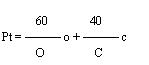 60 40
Pt = o + c
O C